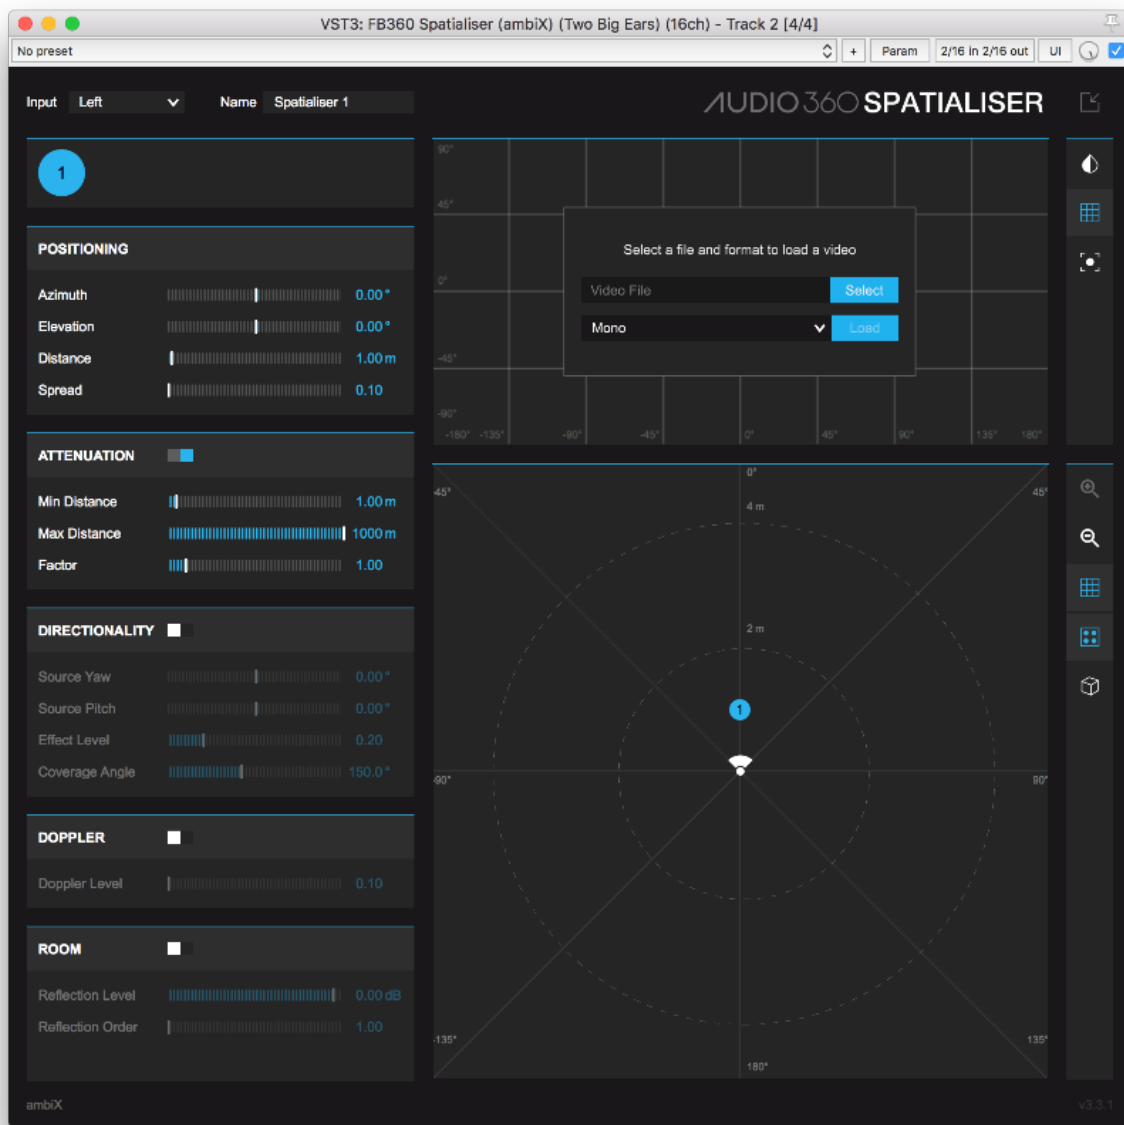 VST3: FB360 Spatialiser (ambiX) (Two Big Ears) (16ch) - Track 2 [4/4]
No preset + Param 2/16 in 2/16 out UI
Input Left Name Spatialiser 1 AUDIO360 SPATIALISER
1
POSITIONING
Azimuth 0.00°
Elevation 0.00°
Distance 1.00 m
Spread 0.10
ATTENUATION
Min Distance 1.00 m
Max Distance 1000 m
Factor 1.00
DIRECTIONALITY
Source Yaw 0.00°
Source Pitch 0.00°
Effect Level 0.20
Coverage Angle 150.0°
DOPPLER
Doppler Level 0.10
ROOM
Reflection Level 0.00 dB
Reflection Order 1.00
90°
45°
0°
-45°
-90°
-180° -135° -90° -45° 0° 45° 90° 135° 180°
Select a file and format to load a video
Video File Select
Mono Load
0°
-45° 45°
4 m
2 m
1
-90° 90°
-135° 135°
180°
ambiX v3.3.1